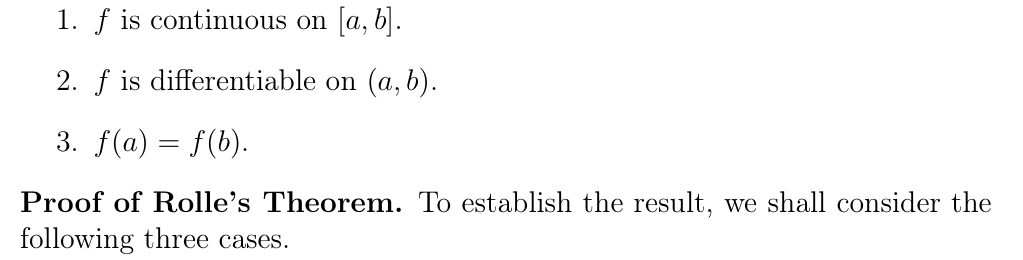 1. f is continuous on [a, b].
2. f is differentiable on (a, b).
3. f(a) = f(b).
Proof of Rolle's Theorem. To establish the result, we shall consider the
following three cases.